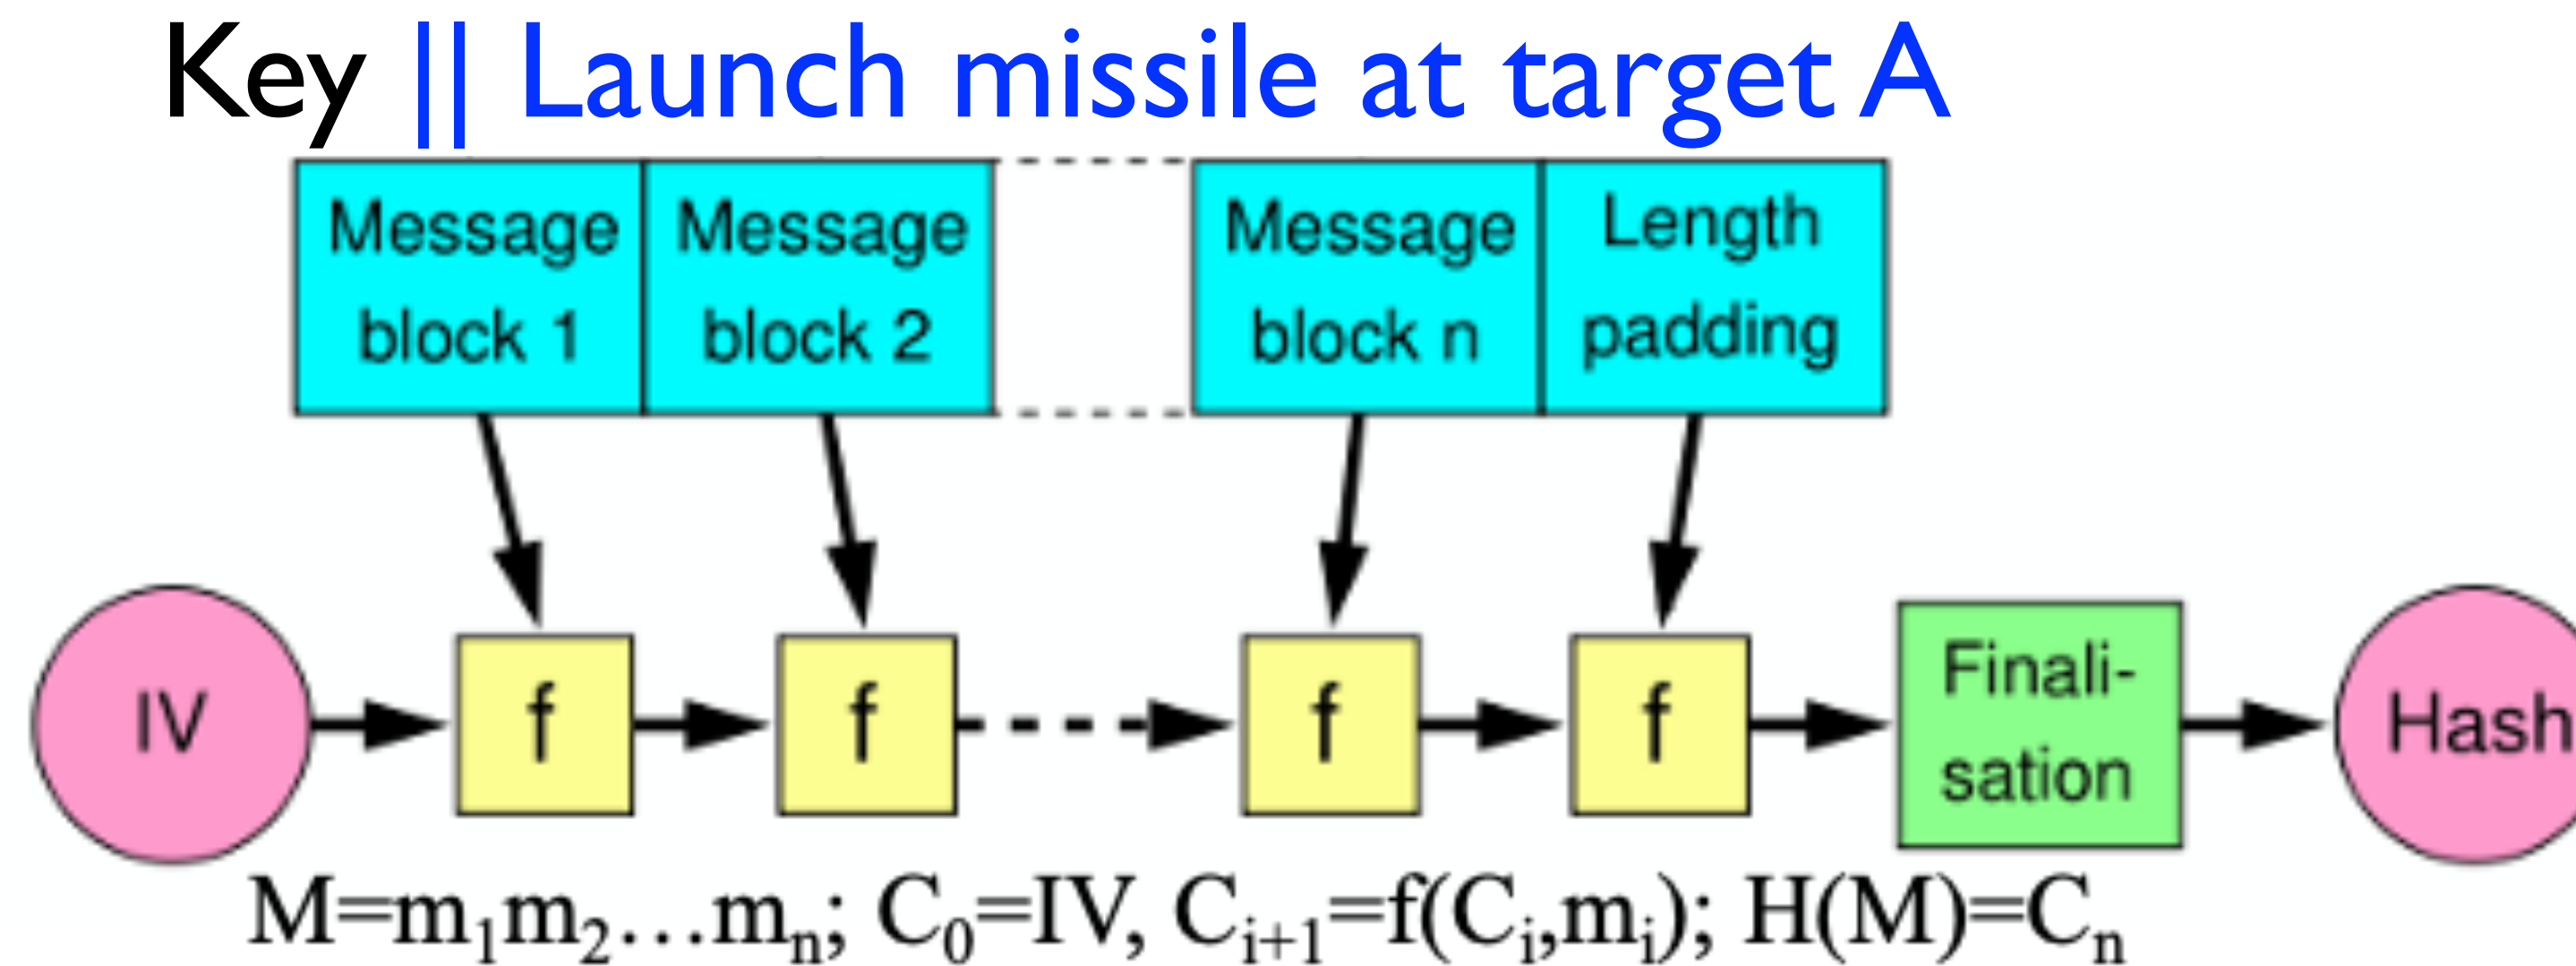 Key || Launch missile at target A
Message block 1
Message block 2
Message block n
Length padding
IV
f
f
f
f
Finali-
sation
Hash
M=m₁m₂…mₙ; C₀=IV, Cᵢ₊₁=f(Cᵢ,mᵢ); H(M)=Cₙ